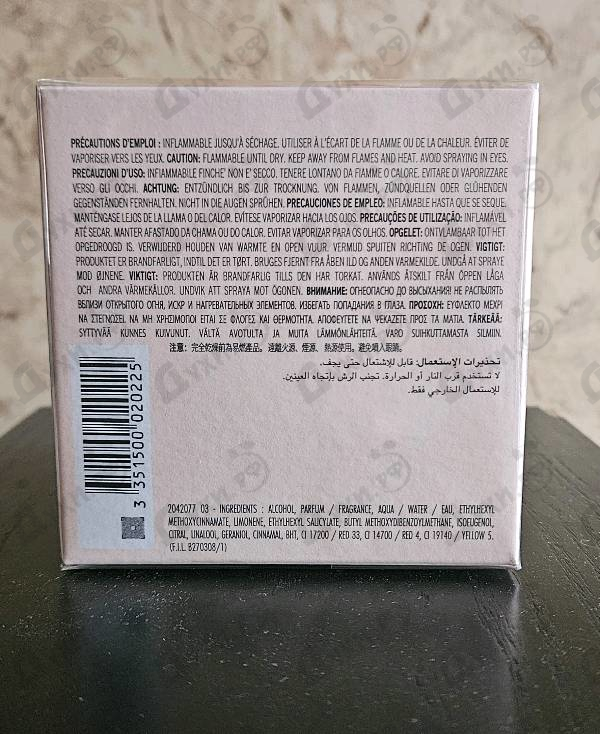 PRÉCAUTIONS D'EMPLOI : INFLAMMABLE JUSQU'À SÉCHAGE. UTILISER À L'ÉCART DE LA FLAMME OU DE LA CHALEUR. ÉVITER DE
VAPORISER VERS LES YEUX. CAUTION: FLAMMABLE UNTIL DRY. KEEP AWAY FROM FLAMES AND HEAT. AVOID SPRAYING IN EYES.
PRECAUZIONI D'USO: INFIAMMABILE FINCHE' NON E' SECCO. TENERE LONTANO DA FIAMME O CALORE. EVITARE DI VAPORIZZARE
VERSO GLI OCCHI. ACHTUNG: ENTZÜNDLICH BIS ZUR TROCKNUNG. VON FLAMMEN, ZÜNDQUELLEN ODER GLÜHENDEN
GEGENSTÄNDEN FERNHALTEN. NICHT IN DIE AUGEN SPRÜHEN. PRECAUCIONES DE EMPLEO: INFLAMABLE HASTA QUE SE SEQUE.
MANTÉNGASE LEJOS DE LA LLAMA O DEL CALOR. EVÍTESE VAPORIZAR HACIA LOS OJOS. PRECAUÇÕES DE UTILIZAÇÃO: INFLAMÁVEL
ATÉ SECAR. MANTER AFASTADO DA CHAMA OU DO CALOR. EVITAR VAPORIZAR PARA OS OLHOS. OPGELET: ONTVLAMBAAR TOT HET
OPGEDROOGD IS. VERWIJDERD HOUDEN VAN WARMTE EN OPEN VUUR. VERMIJD SPUITEN RICHTING DE OGEN. VIGTIGT:
PRODUKTET ER BRANDFARLIGT, INDTIL DET ER TØRT. BRUGES FJERNT FRA ÅBEN ILD OG ANDEN VARMEKILDE. UNDGÅ AT SPRAYE
MOD ØJNENE. VIKTIGT: PRODUKTEN ÄR BRANDFARLIG TILLS DEN HAR TORKAT. ANVÄNDS ÅTSKILT FRÅN ÖPPEN LÅGA
OCH ANDRA VÄRMEKÄLLOR. UNDVIK ATT SPRAYA MOT ÖGONEN. ВНИМАНИЕ: ОГНЕОПАСНО ДО ВЫСЫХАНИЯ! НЕ РАСПЫЛЯТЬ
ВБЛИЗИ ОТКРЫТОГО ОГНЯ, ИСКР И НАГРЕВАТЕЛЬНЫХ ЭЛЕМЕНТОВ. ИЗБЕГАТЬ ПОПАДАНИЯ В ГЛАЗА. ΠΡΟΣΟΧΗ: ΕΥΦΛΕΚΤΟ ΜΕΧΡΙ
ΝΑ ΣΤΕΓΝΩΣΕΙ ΝΑ ΜΗ ΧΡΗΣΙΜΟΠΟΙΕΙΤΑΙ ΣΕ ΦΛΟΓΕΣ ΚΑΙ ΘΕΡΜΟΤΗΤΑ. ΑΠΟΦΕΥΓΕΤΕ ΝΑ ΨΕΚΑΖΕΤΕ ΠΡΟΣ ΤΑ ΜΑΤΙΑ. TÄRKEÄÄ:
SYTTYVÄÄ KUNNES KUIVUNUT. VÄLTÄ AVOTULTA JA MUITA LÄMMÖNLÄHTEITÄ. VARO SUIHKUTTAMASTA SILMIIN.
注意：完全乾燥前為易燃產品。遠離火源、煙源、熱源使用。避免噴入眼睛。
تحذيرات الإستعمال: قابل للإشتعال حتى يجف.
لا تستخدم قرب النار أو الحرارة. تجنب الرش بإتجاه العينين.
للإستعمال الخارجي فقط.
3 351500 020225
2042077 03 - INGREDIENTS : ALCOHOL, PARFUM / FRAGRANCE, AQUA / WATER / EAU, ETHYLHEXYL
METHOXYCINNAMATE, LIMONENE, ETHYLHEXYL SALICYLATE, BUTYL METHOXYDIBENZOYLMETHANE, ISOEUGENOL,
CITRAL, LINALOOL, GERANIOL, CINNAMAL, BHT, CI 17200 / RED 33, CI 14700 / RED 4, CI 19140 / YELLOW 5.
(F.I.L. B270308/1)
ДУХИ.РФ